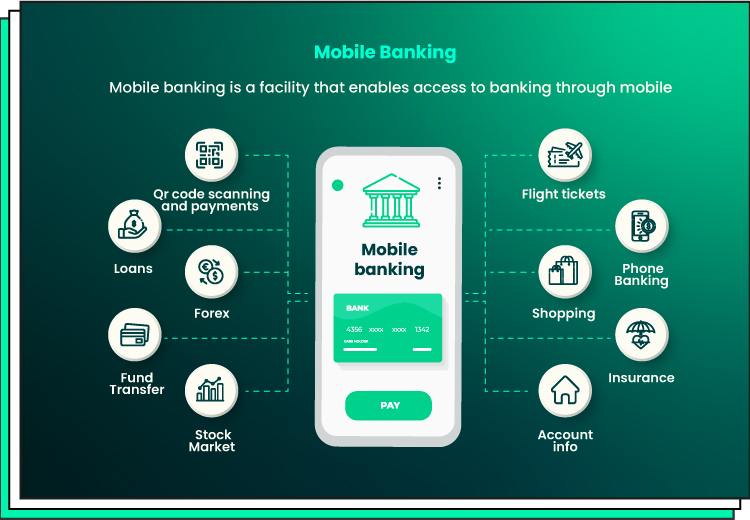 Mobile Banking
Mobile banking is a facility that enables access to banking through mobile
Qr code scanning
and payments
Loans
Forex
Fund
Transfer
Stock
Market
Mobile
banking
BANK
4356 xxxx xxxx 1342
CARD HOLDER
PAY
Flight tickets
Phone
Banking
Shopping
Insurance
Account
info